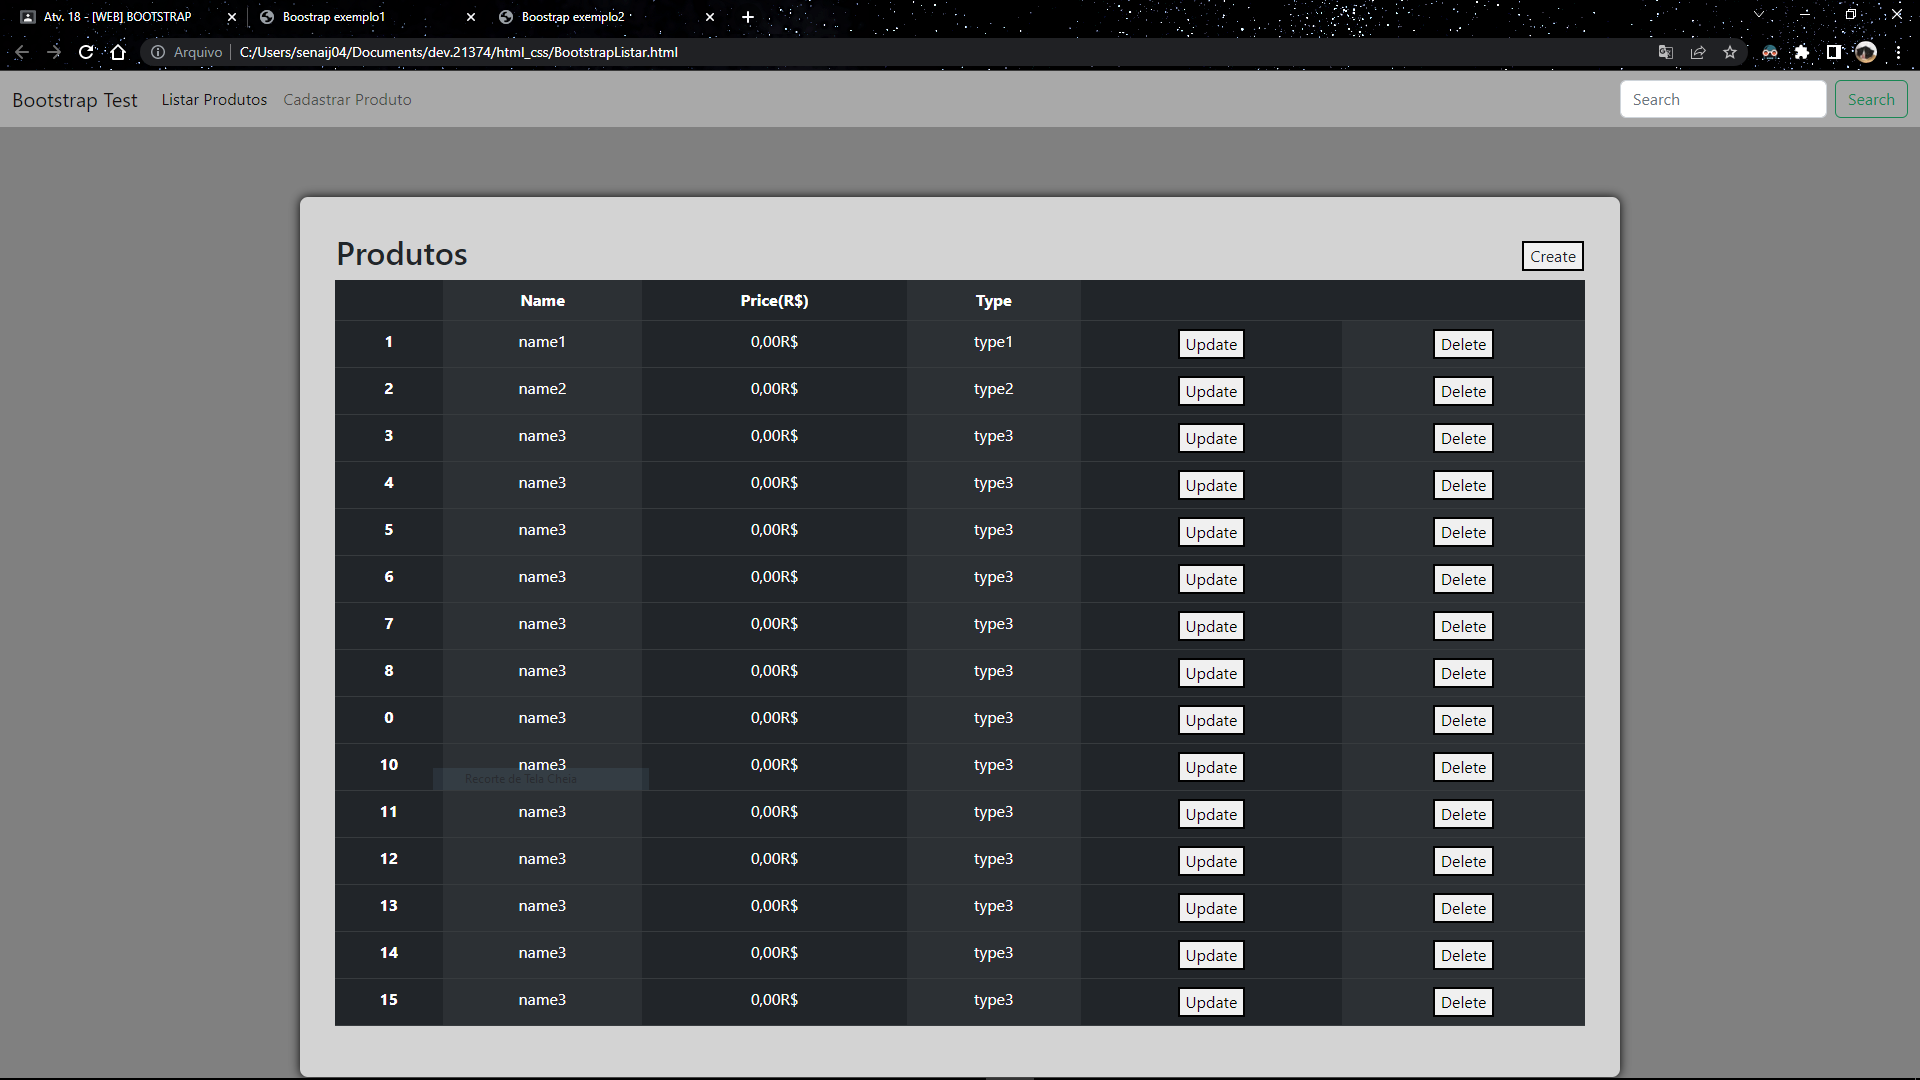 Atv. 18 - [WEB] BOOTSTRAP
Boostrap exemplo1
Boostrap exemplo2
Arquivo
C:/Users/senaij04/Documents/dev.21374/html_css/BootstrapListar.html
Bootstrap Test Listar Produtos Cadastrar Produto Search Search
Produtos Create
Name Price(R$) Type
1 name1 0,00R$ type1 Update Delete
2 name2 0,00R$ type2 Update Delete
3 name3 0,00R$ type3 Update Delete
4 name3 0,00R$ type3 Update Delete
5 name3 0,00R$ type3 Update Delete
6 name3 0,00R$ type3 Update Delete
7 name3 0,00R$ type3 Update Delete
8 name3 0,00R$ type3 Update Delete
0 name3 0,00R$ type3 Update Delete
10 name3 0,00R$ type3 Update Delete
Recorte de Tela Cheia
11 name3 0,00R$ type3 Update Delete
12 name3 0,00R$ type3 Update Delete
13 name3 0,00R$ type3 Update Delete
14 name3 0,00R$ type3 Update Delete
15 name3 0,00R$ type3 Update Delete